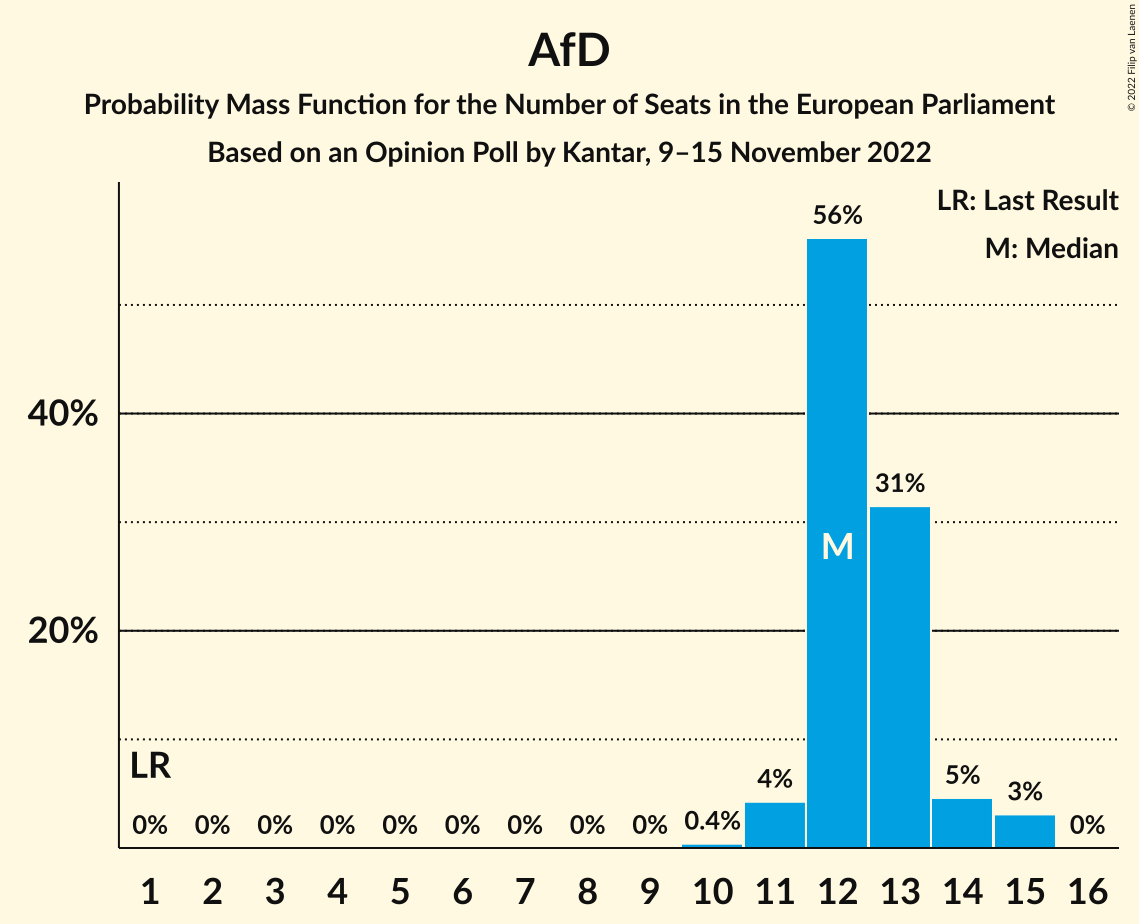 AfD
Probability Mass Function for the Number of Seats in the European Parliament
Based on an Opinion Poll by Kantar, 9–15 November 2022
© 2022 Filip van Laenen
LR: Last Result
M: Median
56%
40%
31%
M
20%
LR
4%
5%
3%
0% 0% 0% 0% 0% 0% 0% 0% 0% 0.4% 0%
1 2 3 4 5 6 7 8 9 10 11 12 13 14 15 16